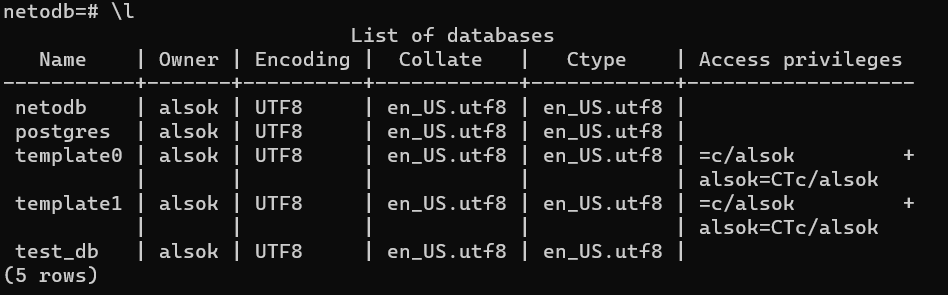 netodb=# \l
                              List of databases
   Name    | Owner | Encoding |  Collate   |   Ctype    | Access privileges
-----------+-------+----------+------------+------------+-------------------
 netodb    | alsok | UTF8     | en_US.utf8 | en_US.utf8 |
 postgres  | alsok | UTF8     | en_US.utf8 | en_US.utf8 |
 template0 | alsok | UTF8     | en_US.utf8 | en_US.utf8 | =c/alsok         +
           |       |          |            |            | alsok=CTc/alsok
 template1 | alsok | UTF8     | en_US.utf8 | en_US.utf8 | =c/alsok         +
           |       |          |            |            | alsok=CTc/alsok
 test_db   | alsok | UTF8     | en_US.utf8 | en_US.utf8 |
(5 rows)